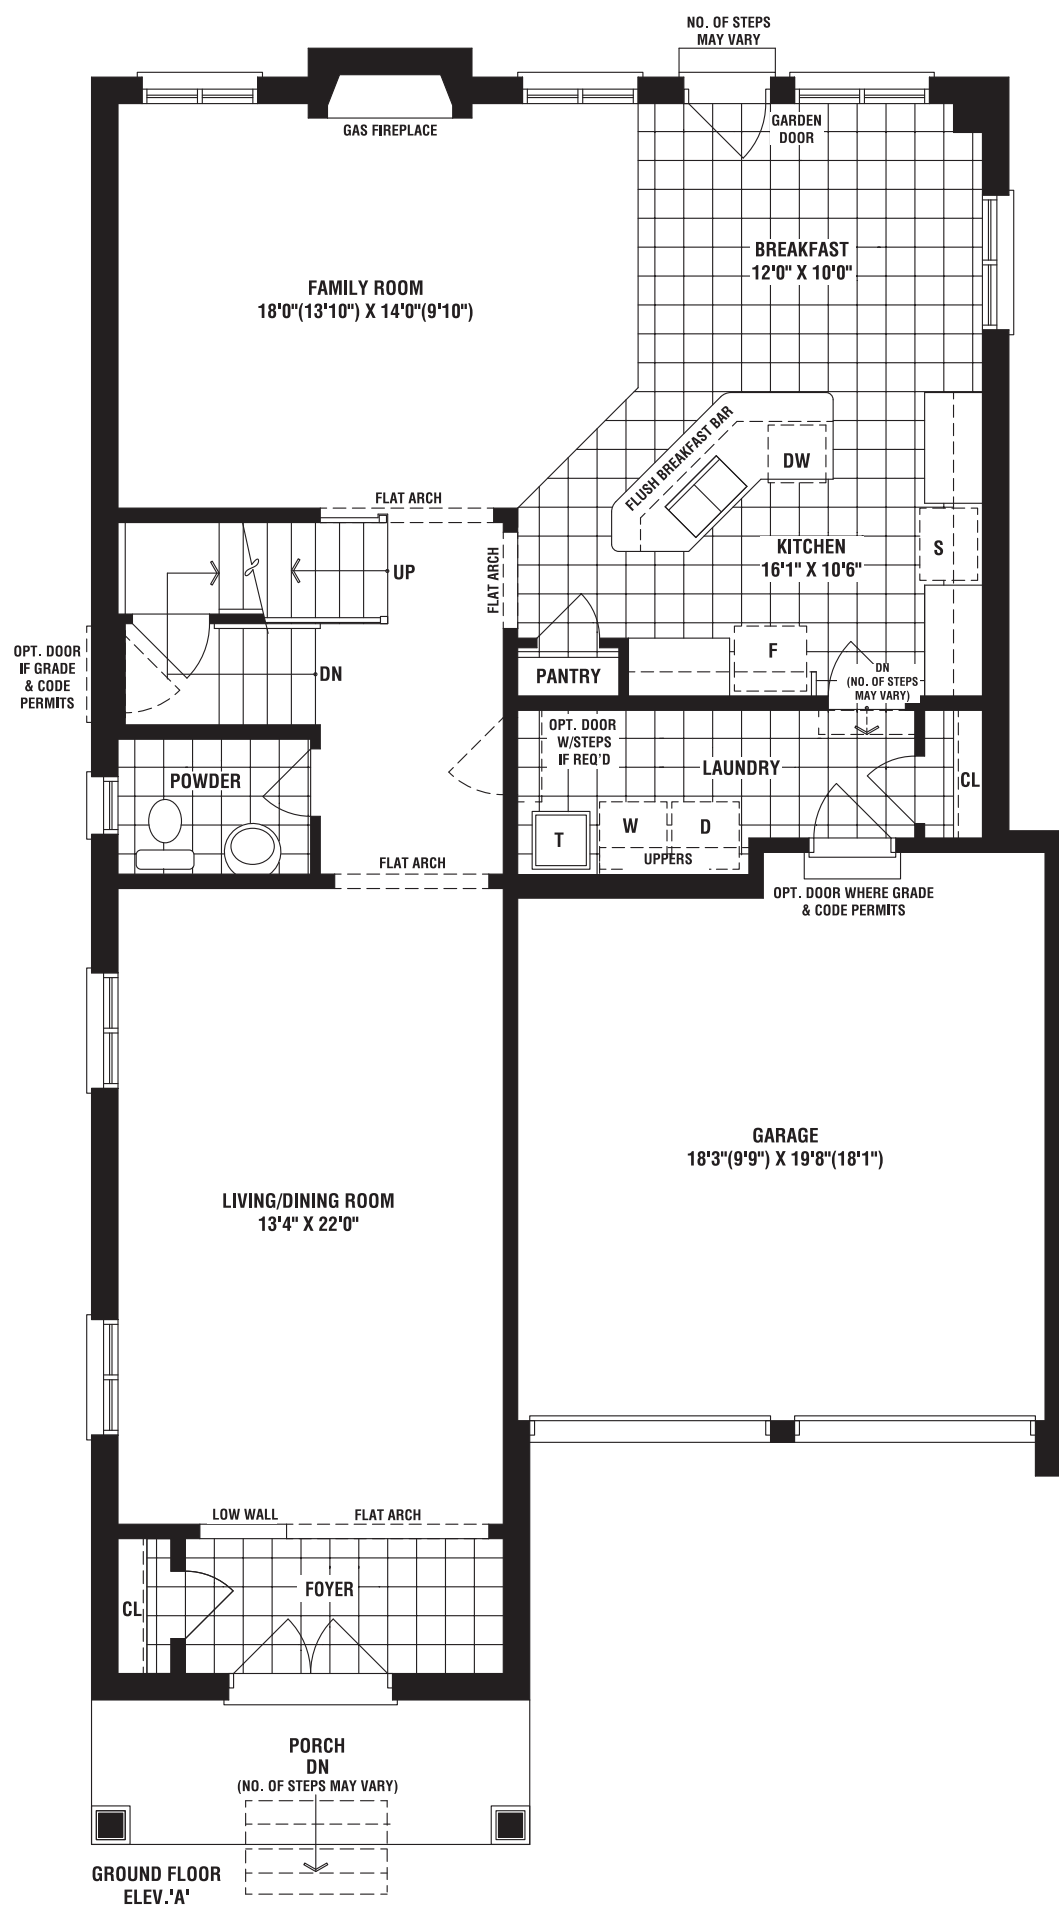 NO. OF STEPS
MAY VARY
GAS FIREPLACE
GARDEN
DOOR
BREAKFAST
12'0" X 10'0"
FAMILY ROOM
18'0"(13'10") X 14'0"(9'10")
FLUSH BREAKFAST BAR
DW
FLAT ARCH
KITCHEN
16'1" X 10'6"
S
UP
FLAT ARCH
OPT. DOOR
IF GRADE
& CODE
PERMITS
DN
PANTRY
F
DN
(NO. OF STEPS
MAY VARY)
OPT. DOOR
W/STEPS
IF REQ'D
LAUNDRY
CL
POWDER
T
W
D
UPPERS
FLAT ARCH
OPT. DOOR WHERE GRADE
& CODE PERMITS
GARAGE
18'3"(9'9") X 19'8"(18'1")
LIVING/DINING ROOM
13'4" X 22'0"
LOW WALL
FLAT ARCH
FOYER
CL
PORCH
DN
(NO. OF STEPS MAY VARY)
GROUND FLOOR
ELEV.'A'